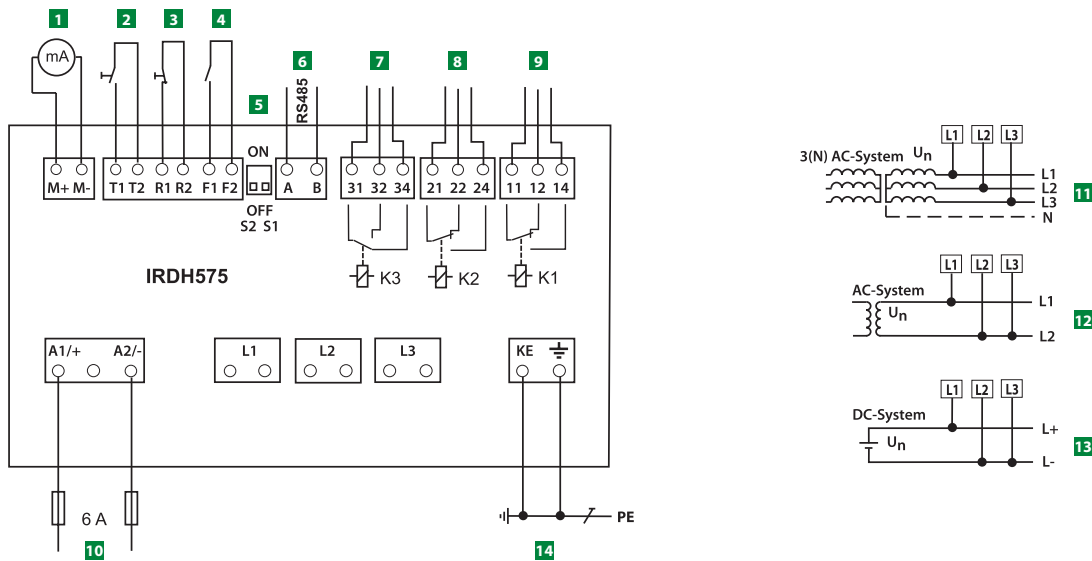 1
2
3
4
6
7
8
9
mA
RS485
5
ON
M+ M-
T1 T2 R1 R2 F1 F2
A B
31 32 34
21 22 24
11 12 14
OFF
S2 S1
IRDH575
K3
K2
K1
A1/+ A2/-
L1
L2
L3
KE
6 A
10
PE
14
3(N) AC-System Un
L1 L2 L3
L1
L2
L3
N
11
AC-System
Un
L1 L2 L3
L1
L2
12
DC-System
Un
L1 L2 L3
L+
L-
13